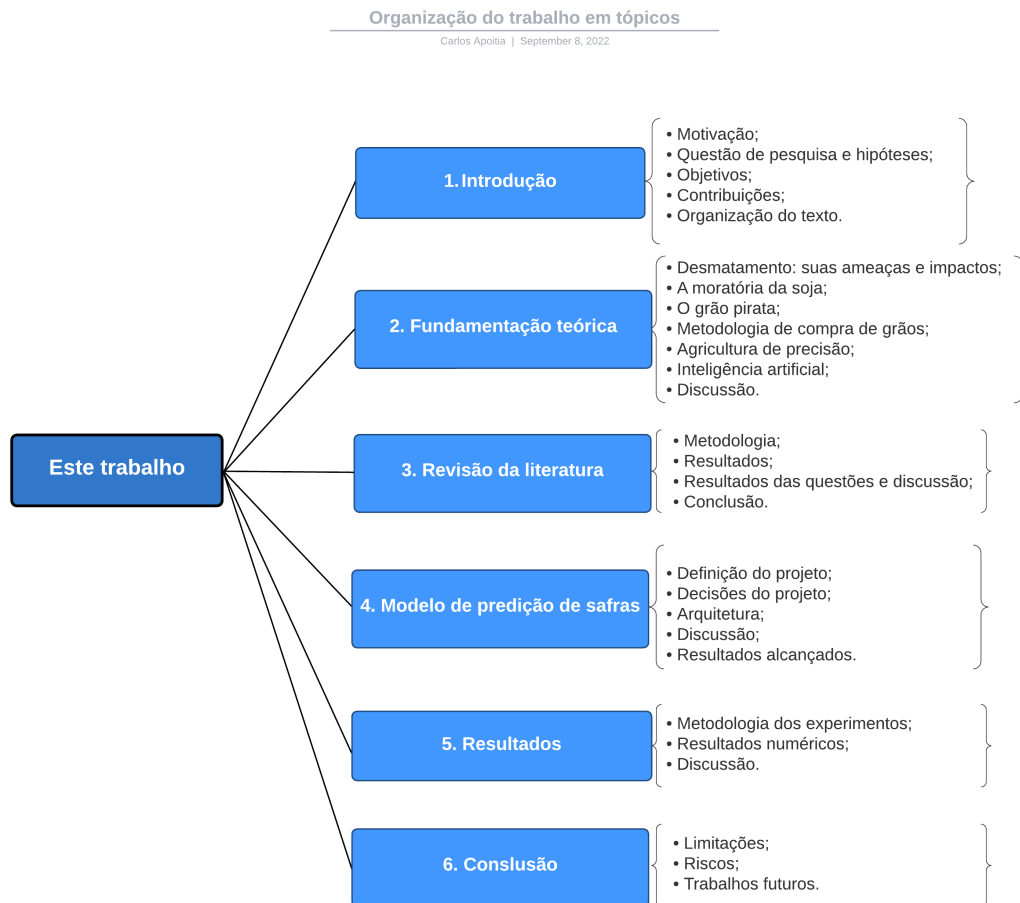 Organização do trabalho em tópicos
Carlos Apoitia | September 8, 2022
1. Introdução
• Motivação;
• Questão de pesquisa e hipóteses;
• Objetivos;
• Contribuições;
• Organização do texto.
2. Fundamentação teórica
• Desmatamento: suas ameaças e impactos;
• A moratória da soja;
• O grão pirata;
• Metodologia de compra de grãos;
• Agricultura de precisão;
• Inteligência artificial;
• Discussão.
Este trabalho
3. Revisão da literatura
• Metodologia;
• Resultados;
• Resultados das questões e discussão;
• Conclusão.
4. Modelo de predição de safras
• Definição do projeto;
• Decisões do projeto;
• Arquitetura;
• Discussão;
• Resultados alcançados.
5. Resultados
• Metodologia dos experimentos;
• Resultados numéricos;
• Discussão.
6. Conslusão
• Limitações;
• Riscos;
• Trabalhos futuros.